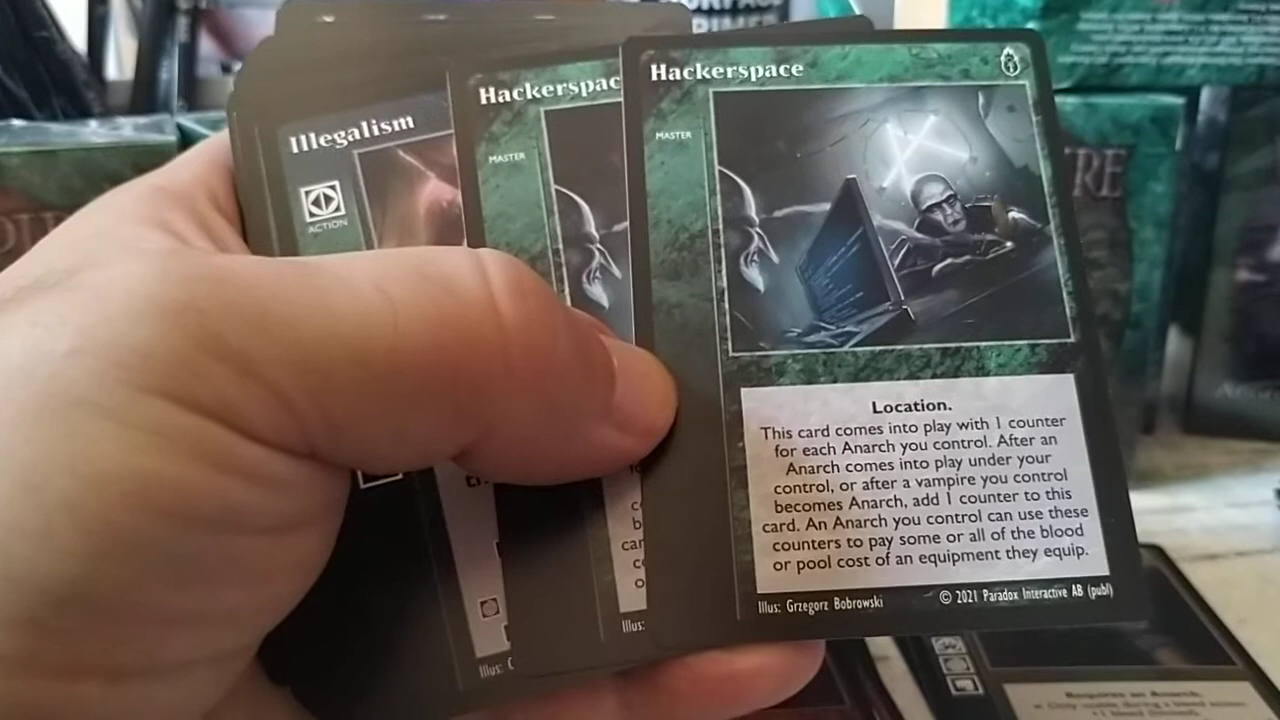 Illegalism
ACTION
Hackerspac
MASTER
Illus:
Hackerspace
MASTER
Location.
This card comes into play with 1 counter
for each Anarch you control. After an
Anarch comes into play under your
control, or after a vampire you control
becomes Anarch, add 1 counter to this
card. An Anarch you control can use these
counters to pay some or all of the blood
or pool cost of an equipment they equip.
Illus: Grzegorz Bobrowski
© 2021 Paradox Interactive AB (publ)
Illus: C
Requires an Anarch.